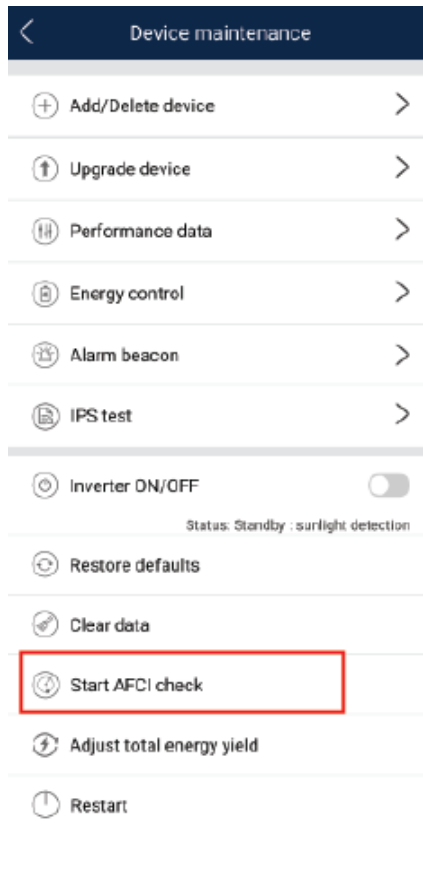 Device maintenance
Add/Delete device
Upgrade device
Performance data
Energy control
Alarm beacon
IPS test
Inverter ON/OFF
Status: Standby : sunlight detection
Restore defaults
Clear data
Start AFCI check
Adjust total energy yield
Restart